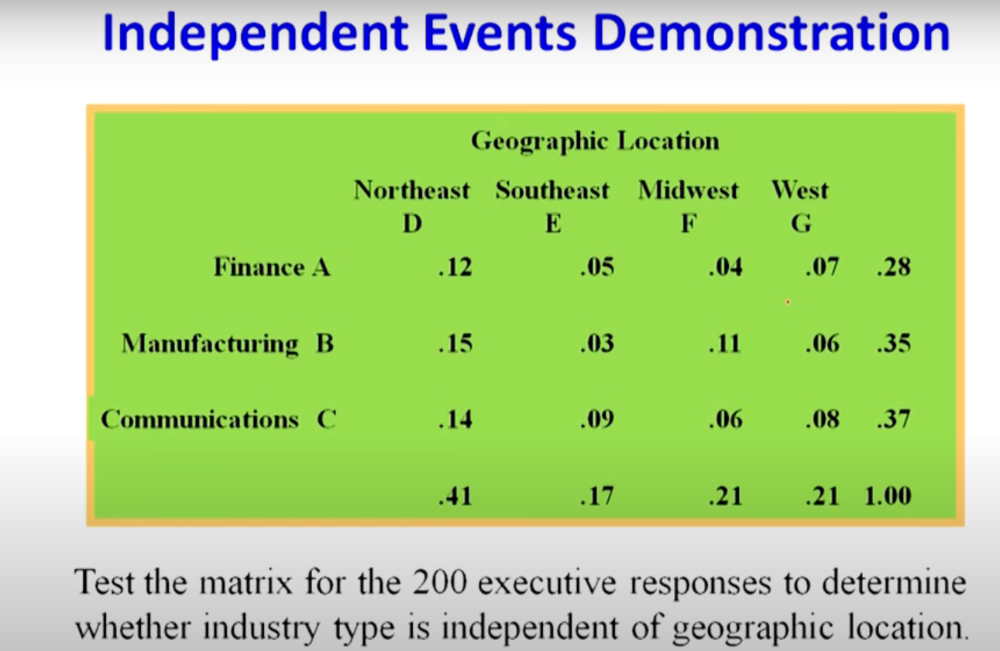 Independent Events Demonstration
Geographic Location
Northeast Southeast Midwest West
D E F G
Finance A .12 .05 .04 .07 .28
Manufacturing B .15 .03 .11 .06 .35
Communications C .14 .09 .06 .08 .37
.41 .17 .21 .21 1.00
Test the matrix for the 200 executive responses to determine
whether industry type is independent of geographic location.